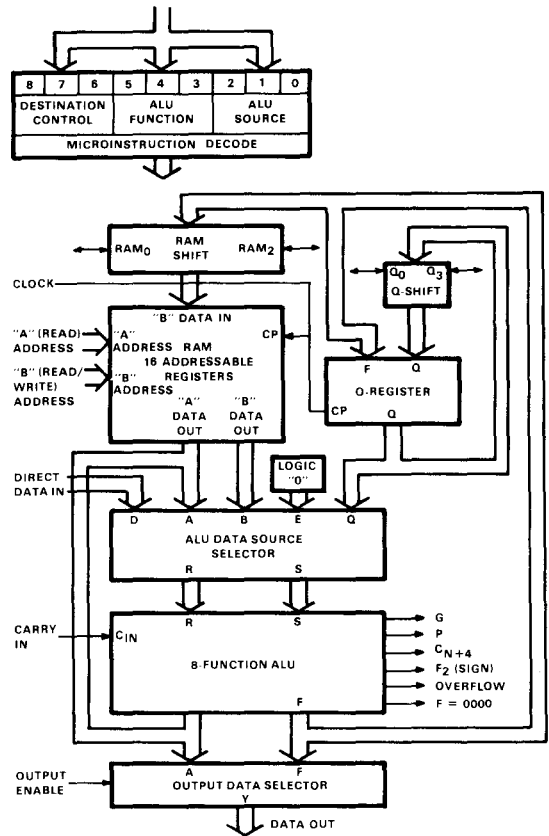 8 7 6 5 4 3 2 1 0
DESTINATION CONTROL
ALU FUNCTION
ALU SOURCE
MICROINSTRUCTION DECODE
RAM0
RAM SHIFT
RAM2
Q0 Q3
Q-SHIFT
CLOCK
"B" DATA IN
CP
"A" (READ) ADDRESS
"A" ADDRESS
RAM
16 ADDRESSABLE REGISTERS
"B" (READ/ WRITE) ADDRESS
"B" ADDRESS
"A" DATA OUT
"B" DATA OUT
F Q
Q-REGISTER
CP
Q
LOGIC "0"
DIRECT DATA IN
D A B E Q
ALU DATA SOURCE SELECTOR
R S
R S
CARRY IN
CIN
8-FUNCTION ALU
F
G
P
CN+4
F2 (SIGN)
OVERFLOW
F = 0000
OUTPUT ENABLE
A F
OUTPUT DATA SELECTOR
Y
DATA OUT